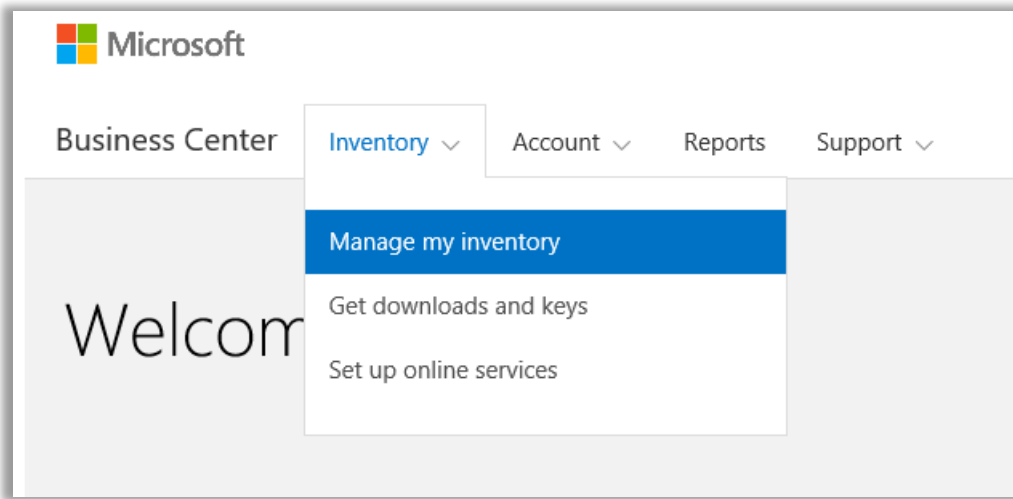 Microsoft
Business Center Inventory Account Reports Support
Manage my inventory
Get downloads and keys
Set up online services
Welcom